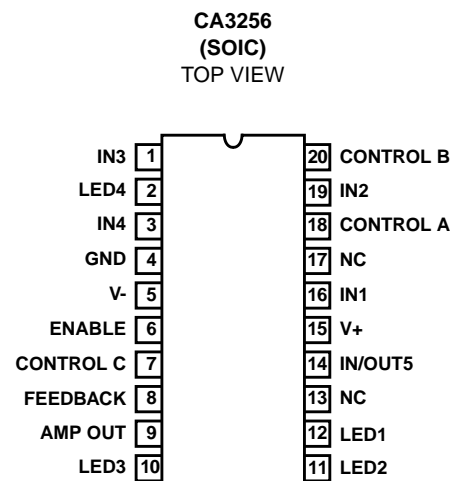 CA3256
(SOIC)
TOP VIEW
IN3 1 20 CONTROL B
LED4 2 19 IN2
IN4 3 18 CONTROL A
GND 4 17 NC
V- 5 16 IN1
ENABLE 6 15 V+
CONTROL C 7 14 IN/OUT5
FEEDBACK 8 13 NC
AMP OUT 9 12 LED1
LED3 10 11 LED2